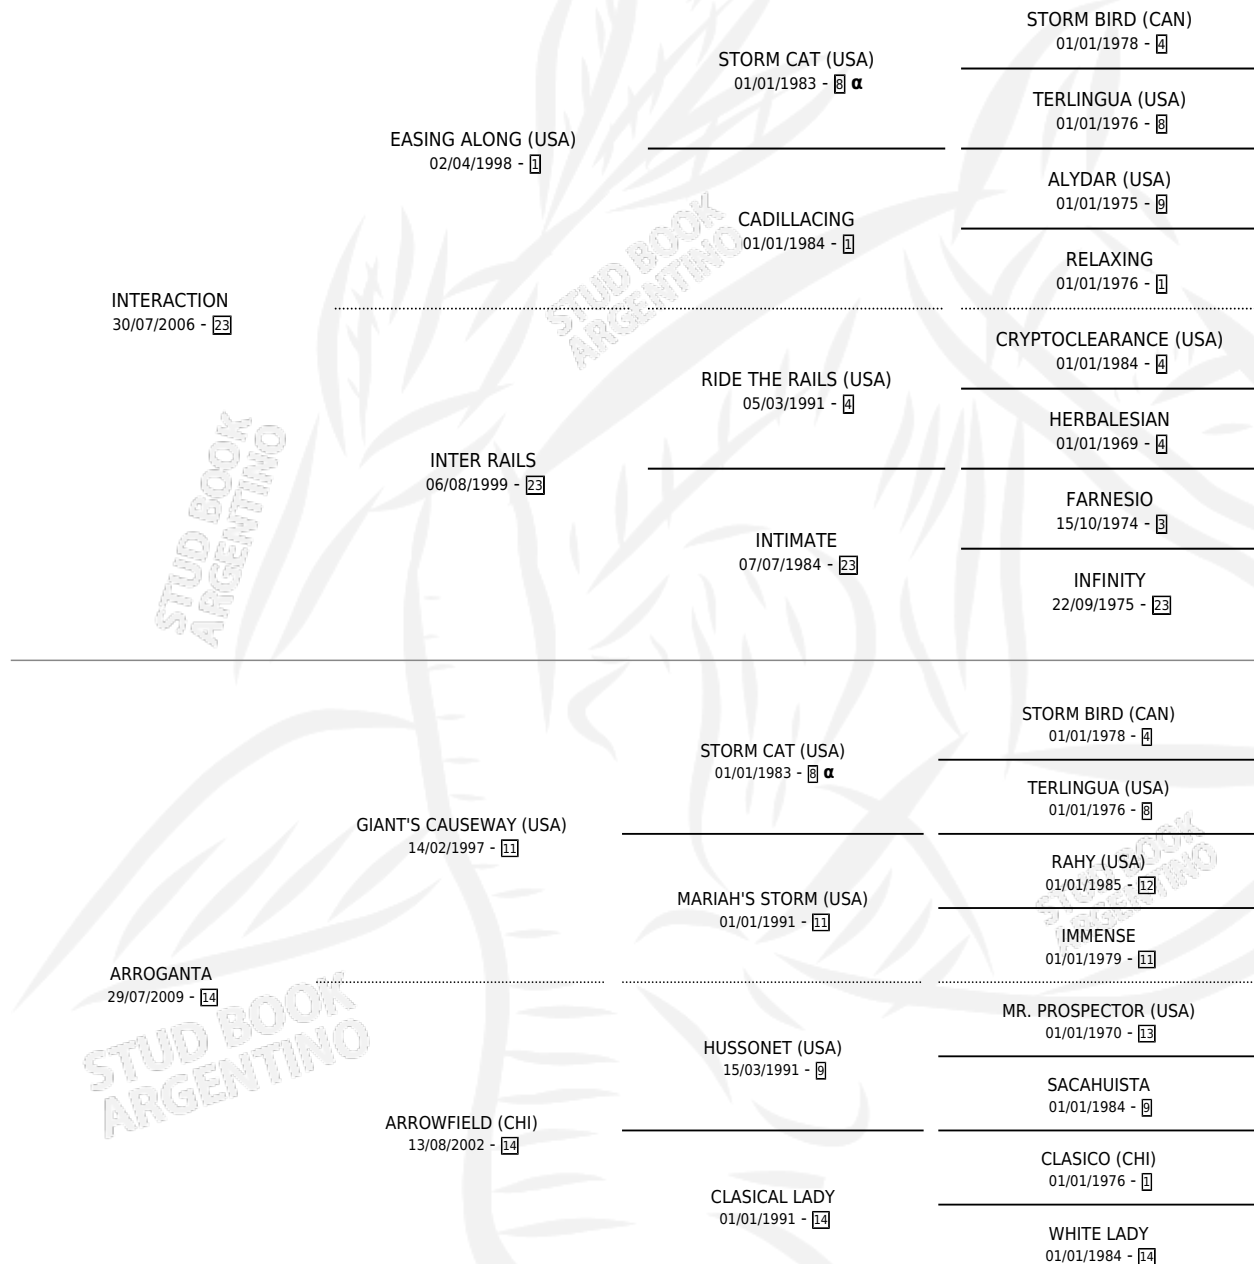 STORM BIRD (CAN)
01/01/1978 - 4
STORM CAT (USA)
01/01/1983 - 8 α
TERLINGUA (USA)
01/01/1976 - 8
EASING ALONG (USA)
02/04/1998 - 1
ALYDAR (USA)
01/01/1975 - 9
CADILLACING
01/01/1984 - 1
RELAXING
01/01/1976 - 1
INTERACTION
30/07/2006 - 23
CRYPTOCLEARANCE (USA)
01/01/1984 - 4
RIDE THE RAILS (USA)
05/03/1991 - 4
HERBALESIAN
01/01/1969 - 4
INTER RAILS
06/08/1999 - 23
FARNESIO
15/10/1974 - 3
INTIMATE
07/07/1984 - 23
INFINITY
22/09/1975 - 23
STORM BIRD (CAN)
01/01/1978 - 4
STORM CAT (USA)
01/01/1983 - 8 α
TERLINGUA (USA)
01/01/1976 - 8
GIANT'S CAUSEWAY (USA)
14/02/1997 - 11
RAHY (USA)
01/01/1985 - 12
MARIAH'S STORM (USA)
01/01/1991 - 11
IMMENSE
01/01/1979 - 11
ARROGANTA
29/07/2009 - 14
MR. PROSPECTOR (USA)
01/01/1970 - 13
HUSSONET (USA)
15/03/1991 - 9
SACAHUISTA
01/01/1984 - 9
ARROWFIELD (CHI)
13/08/2002 - 14
CLASICO (CHI)
01/01/1976 - 1
CLASICAL LADY
01/01/1991 - 14
WHITE LADY
01/01/1984 - 14
STUD BOOK
ARGENTINO
STUD BOOK
ARGENTINO
STUD BOOK
ARGENTINO
STUD BOOK
ARGENTINO